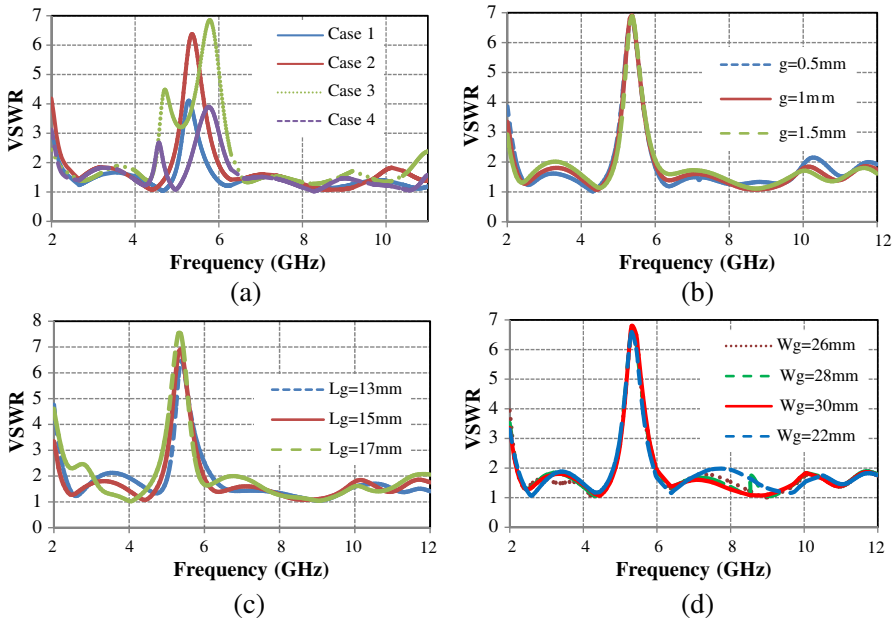 7
6
5
4
3
2
1
0
VSWR
Case 1
Case 2
Case 3
Case 4
2 4 6 8 10
Frequency (GHz)
(a)
7
6
5
4
3
2
1
0
VSWR
g=0.5mm
g=1mm
g=1.5mm
2 4 6 8 10 12
Frequency (GHz)
(b)
8
7
6
5
4
3
2
1
0
VSWR
Lg=13mm
Lg=15mm
Lg=17mm
2 4 6 8 10 12
Frequency (GHz)
(c)
7
6
5
4
3
2
1
0
VSWR
Wg=26mm
Wg=28mm
Wg=30mm
Wg=22mm
2 4 6 8 10 12
Frequency (GHz)
(d)